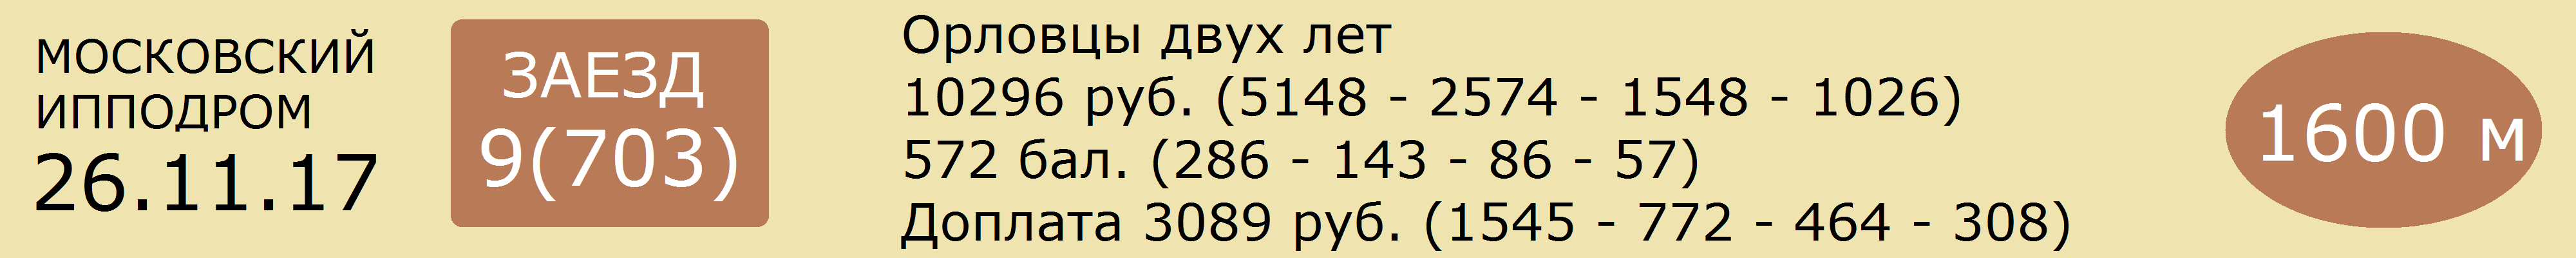 МОСКОВСКИЙ
ИППОДРОМ
26.11.17
ЗАЕЗД
9(703)
Орловцы двух лет
10296 руб. (5148 - 2574 - 1548 - 1026)
572 бал. (286 - 143 - 86 - 57)
Доплата 3089 руб. (1545 - 772 - 464 - 308)
1600 м